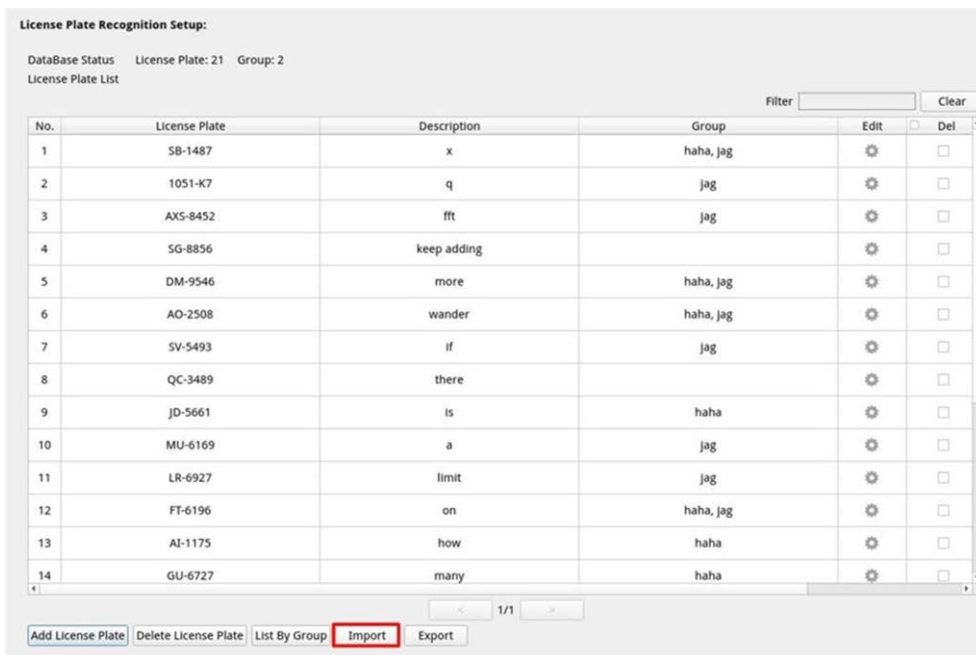 License Plate Recognition Setup:
DataBase Status License Plate: 21 Group: 2
License Plate List
Filter Clear
No. License Plate Description Group Edit Del
1 SB-1487 x haha, jag
2 1051-K7 q jag
3 AXS-8452 fft jag
4 SG-8856 keep adding
5 DM-9546 more haha, jag
6 AO-2508 wander haha, jag
7 SV-5493 if jag
8 QC-3489 there
9 JD-5661 is haha
10 MU-6169 a jag
11 LR-6927 limit jag
12 FT-6196 on haha, jag
13 AI-1175 how haha
14 GU-6727 many haha
< 1/1 >
Add License Plate Delete License Plate List By Group Import Export